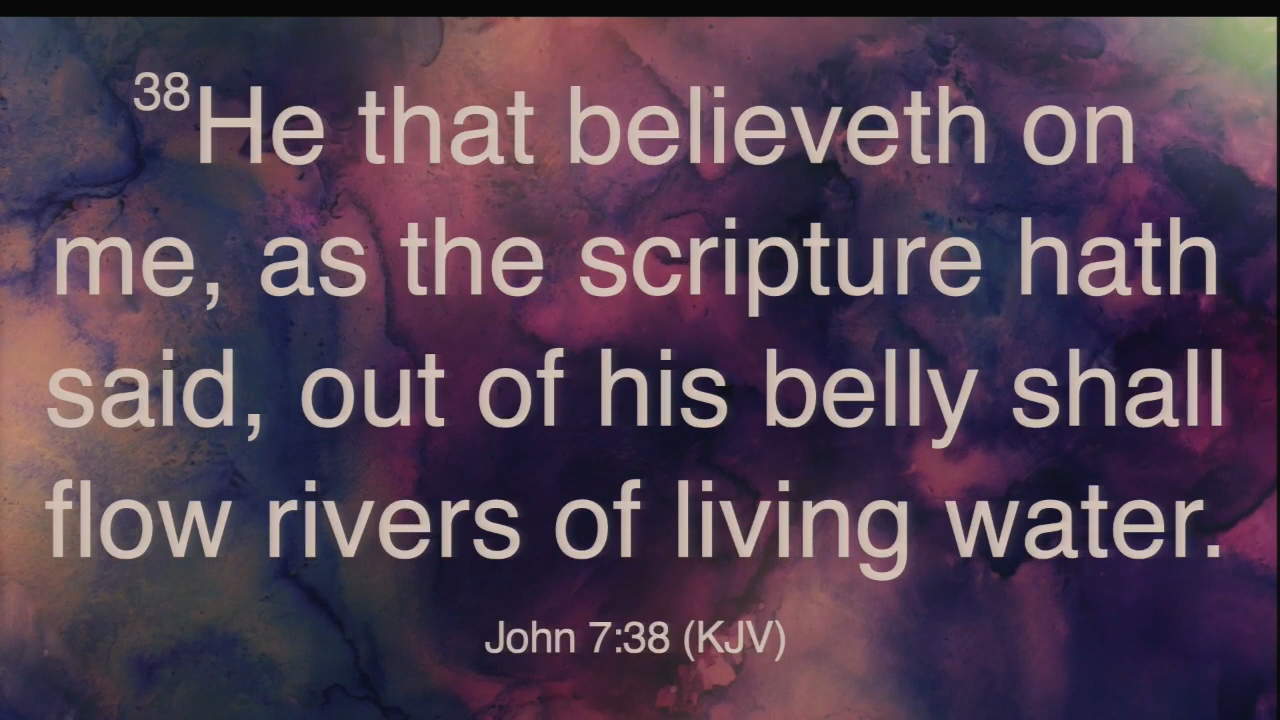 38He that believeth on
me, as the scripture hath
said, out of his belly shall
flow rivers of living water.
John 7:38 (KJV)